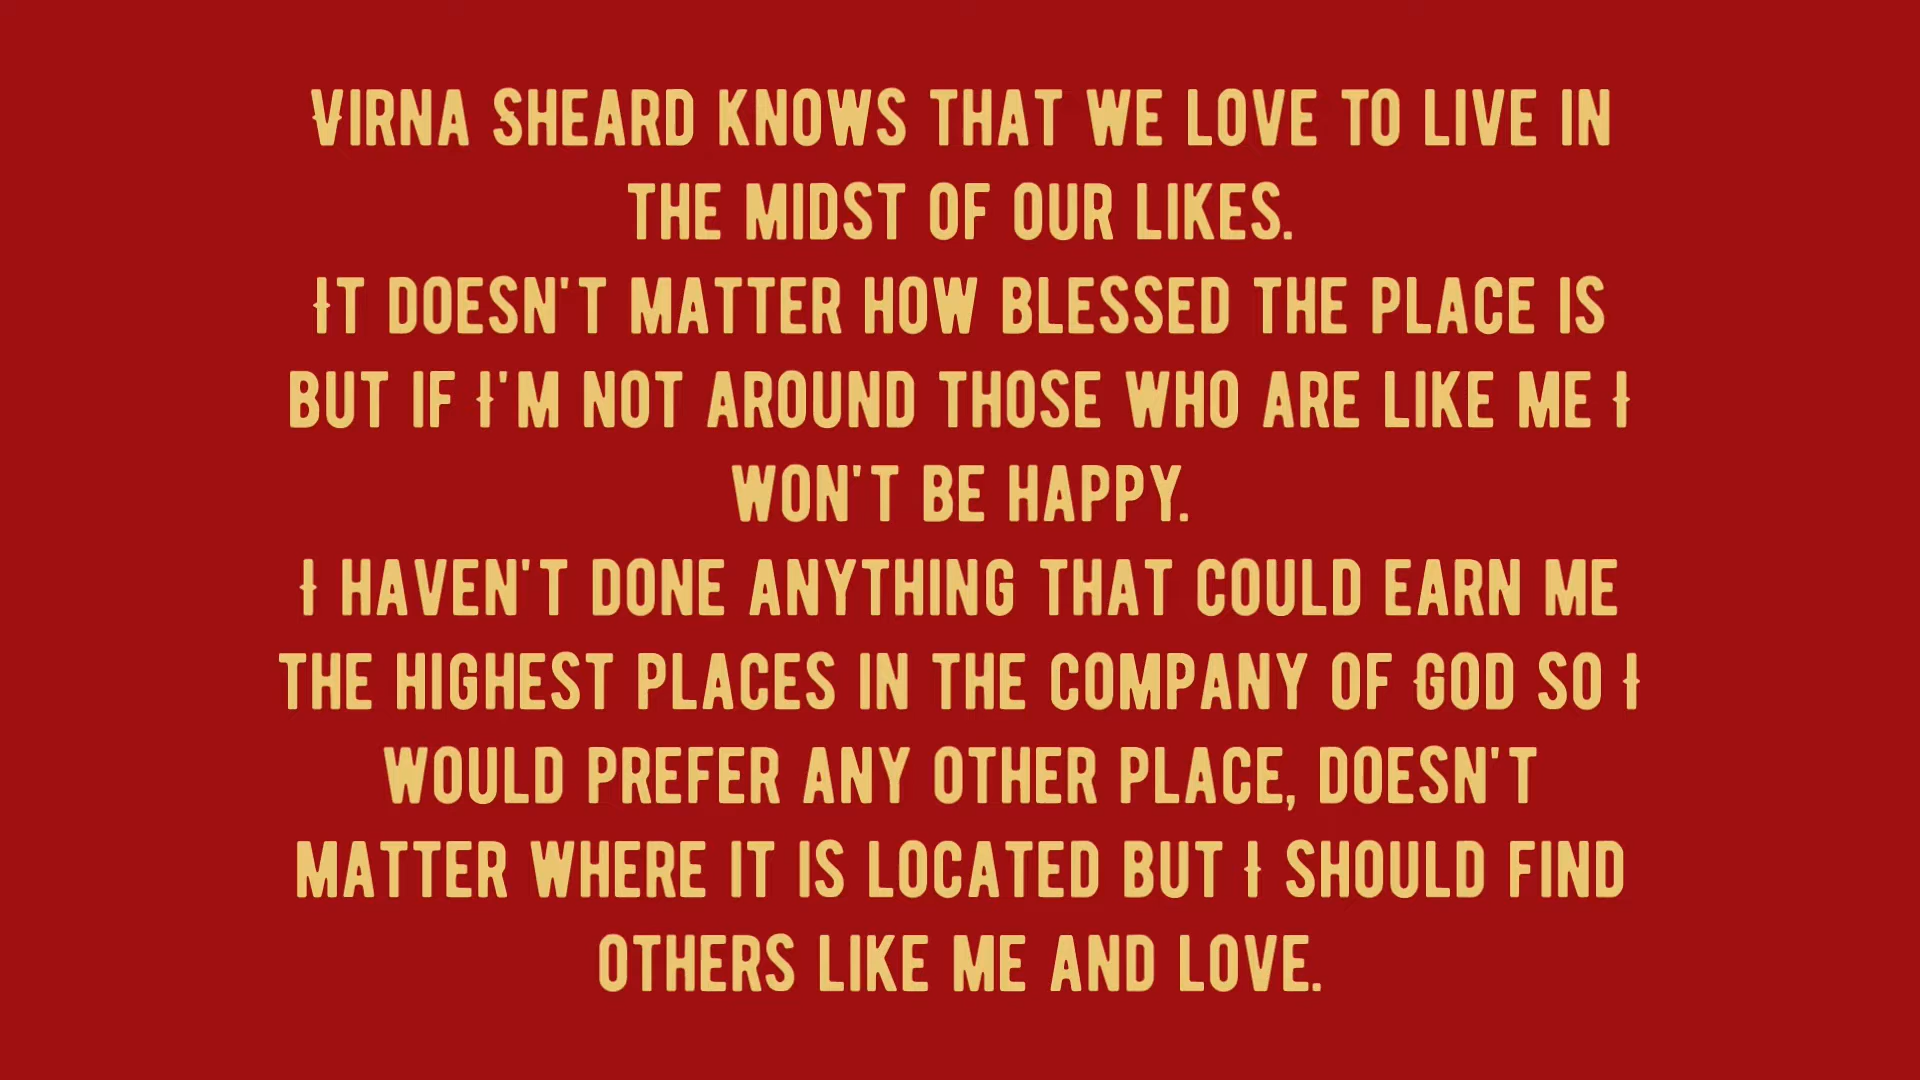 Virna Sheard knows that we love to live in
the midst of our likes.
It doesn't matter how blessed the place is
but if I'm not around those who are like me I
won't be happy.
I haven't done anything that could earn me
the highest places in the company of God so I
would prefer any other place, doesn't
matter where it is located but I should find
others like me and love.